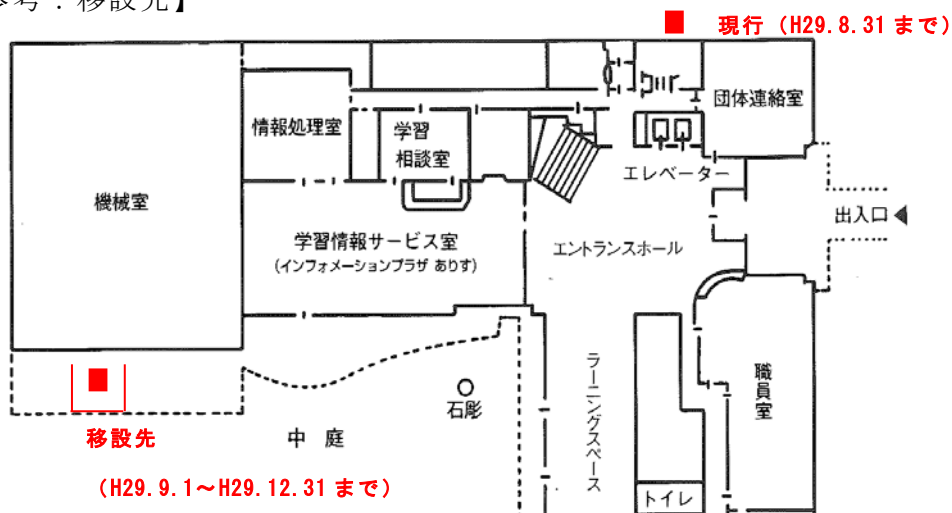 参考：移設先】
現行（H29.8.31 まで）
団体連絡室
情報処理室
学習
相談室
エレベーター
機械室
出入口
学習情報サービス室
（インフォメーションプラザ ありす）
エントランスホール
ラーニングスペース
職員室
石彫
中 庭
移設先
（H29.9.1～H29.12.31 まで）
トイレ